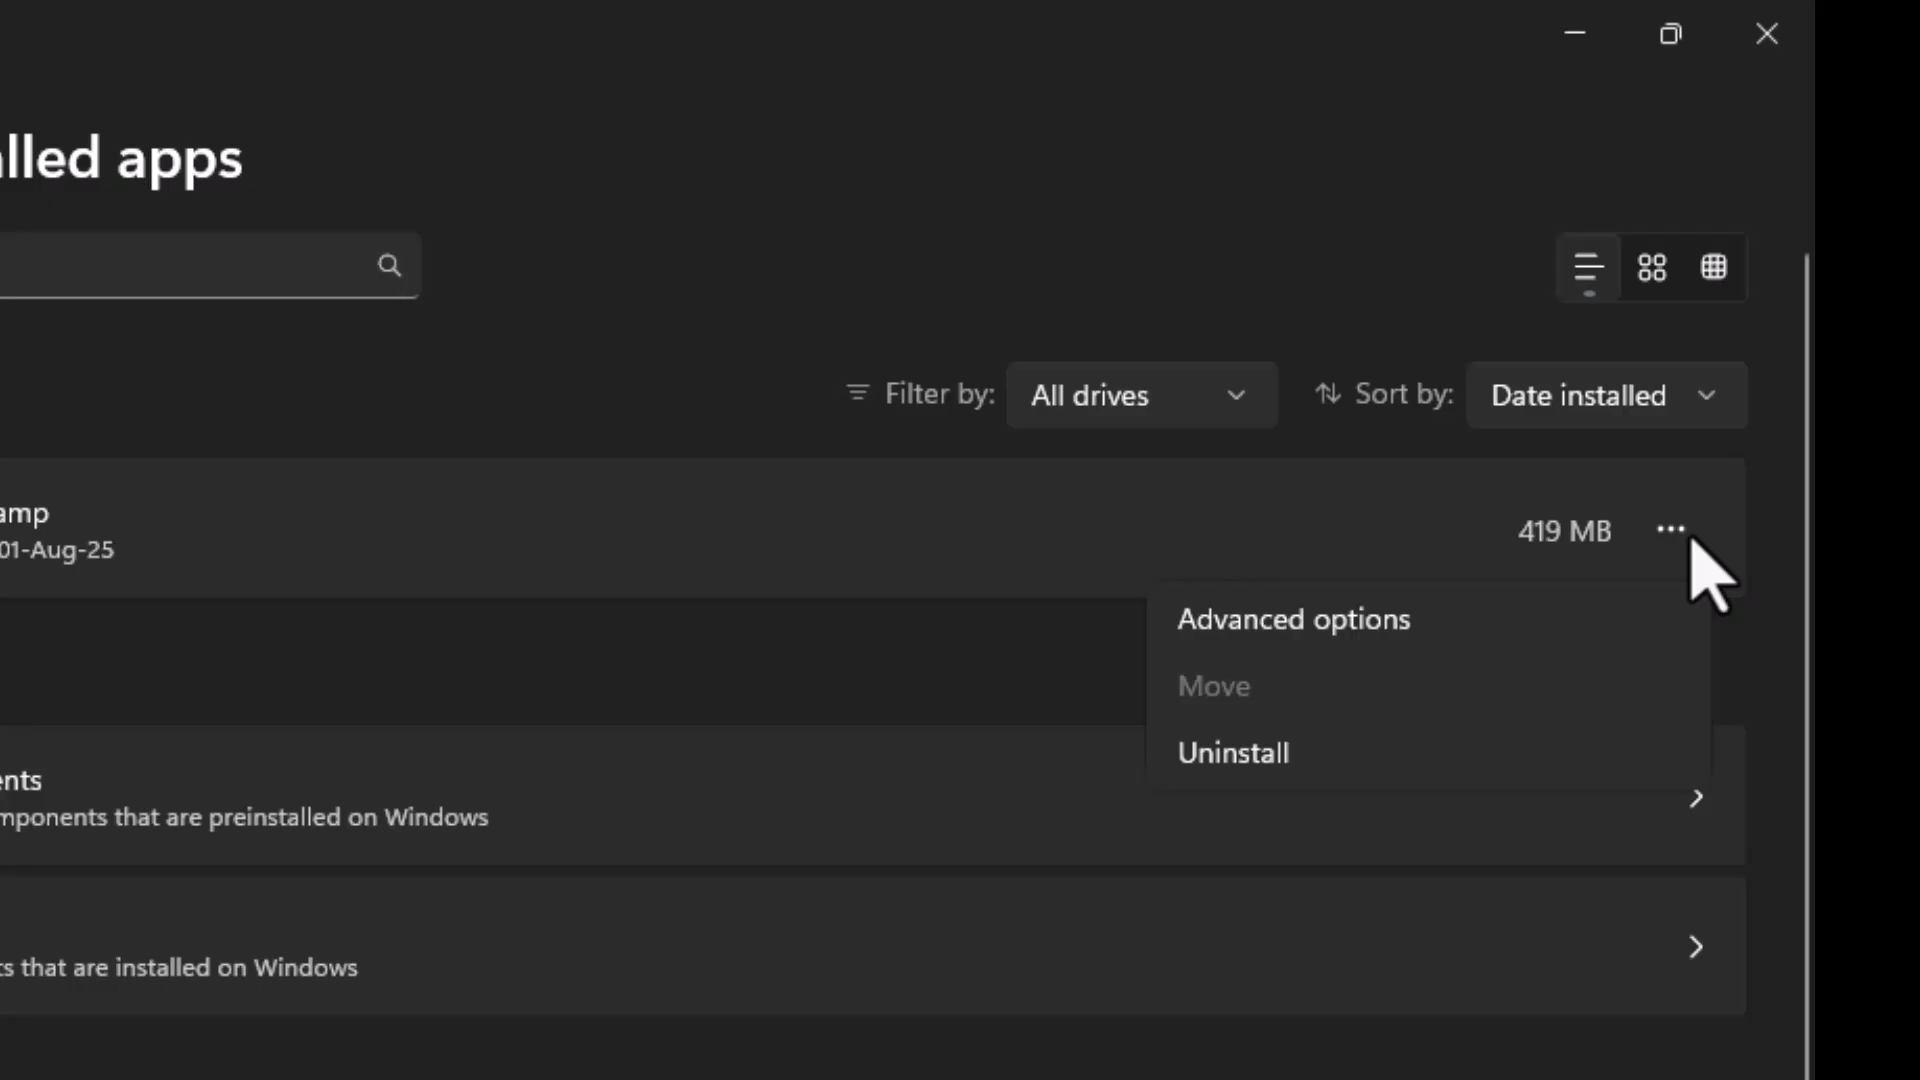 lled apps
Filter by: All drives Sort by: Date installed
amp
01-Aug-25
419 MB
Advanced options
Move
Uninstall
ents
mponents that are preinstalled on Windows
s that are installed on Windows